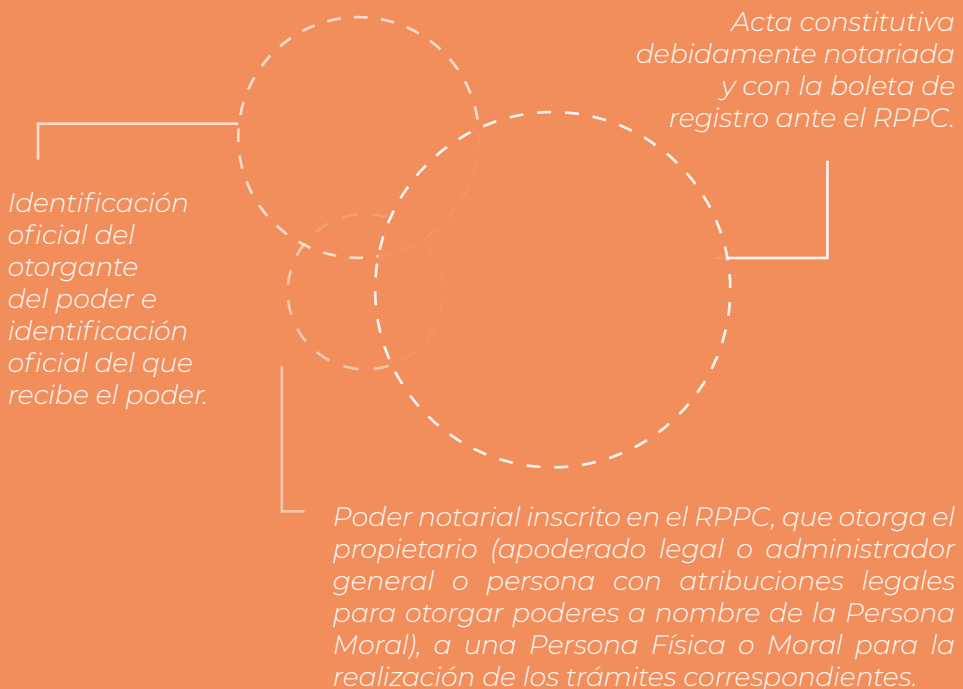 Acta constitutiva
debidamente notariada
y con la boleta de
registro ante el RPPC.
Identificación
oficial del
otorgante
del poder e
identificación
oficial del que
recibe el poder.
Poder notarial inscrito en el RPPC, que otorga el
propietario (apoderado legal o administrador
general o persona con atribuciones legales
para otorgar poderes a nombre de la Persona
Moral), a una Persona Física o Moral para la
realización de los trámites correspondientes.